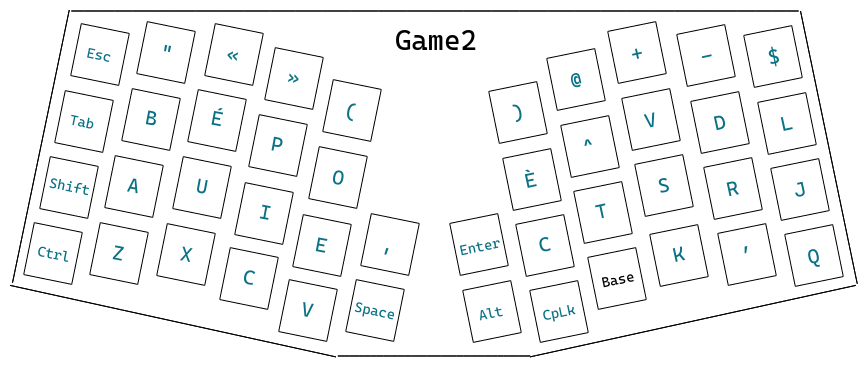 Game2
Esc " « » ( ) @ + − $
Tab B É P O È ^ V D L
Shift A U I E , Enter C T S R J
Ctrl Z X C V Space Alt CpLk Base K ’ Q